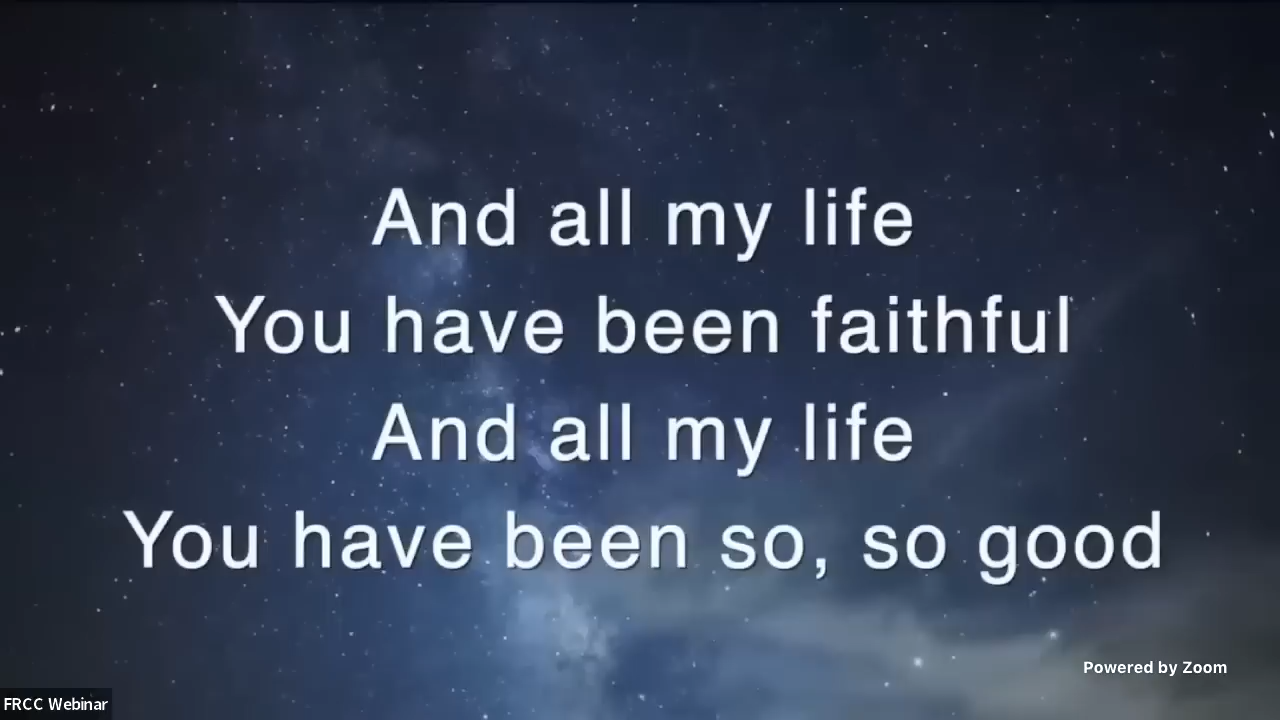 And all my life
You have been faithful
And all my life
You have been so, so good
Powered by Zoom
FRCC Webinar